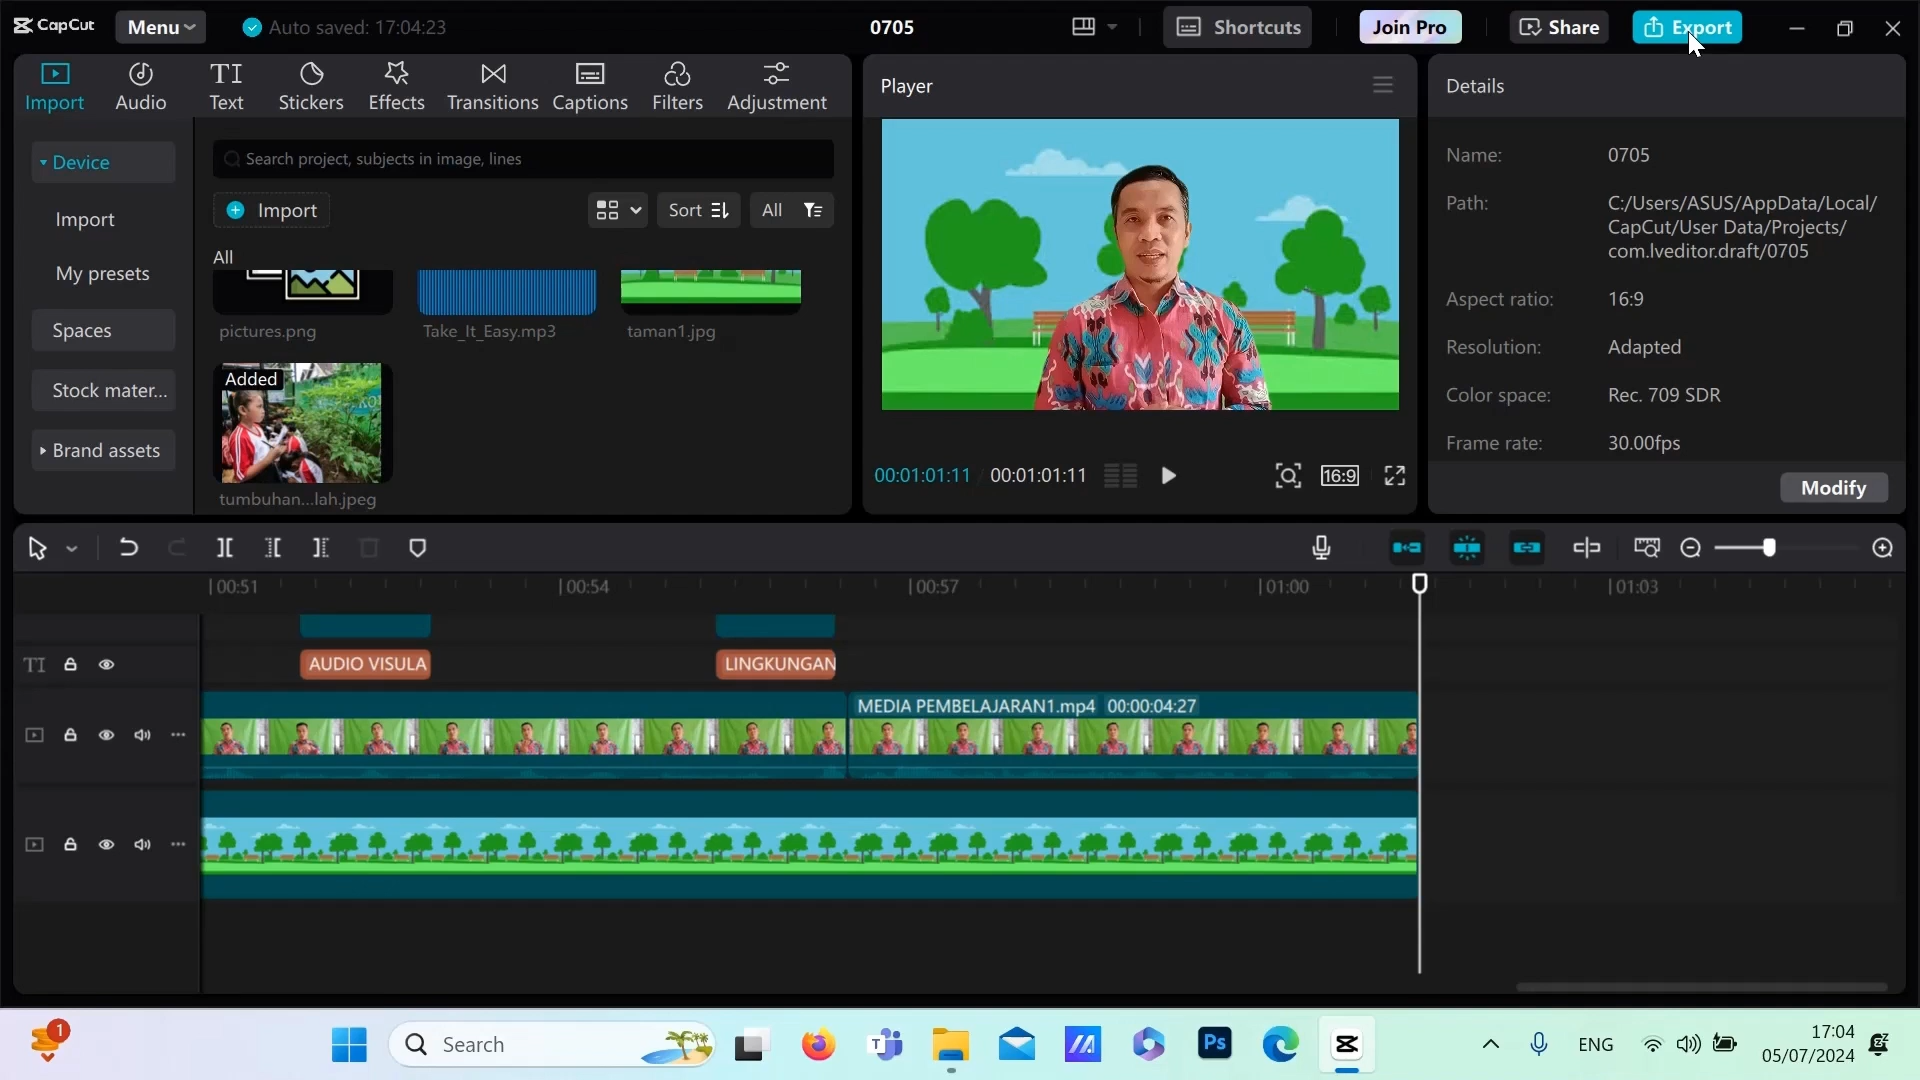 CapCut
Menu
Auto saved: 17:04:23
0705
Shortcuts
Join Pro
Share
Export
Import
Audio
TI
Text
Stickers
Effects
Transitions
Captions
Filters
Adjustment
Player
Details
Device
Import
My presets
Spaces
Stock mater...
Brand assets
Search project, subjects in image, lines
Import
Sort
All
All
pictures.png
Take_It_Easy.mp3
taman1.jpg
Added
tumbuhan...lah.jpeg
00:01:01:11
00:01:01:11
16:9
Name:
0705
Path:
C:/Users/ASUS/AppData/Local/
CapCut/User Data/Projects/
com.lveditor.draft/0705
Aspect ratio:
16:9
Resolution:
Adapted
Color space:
Rec. 709 SDR
Frame rate:
30.00fps
Modify
00:51
00:54
00:57
01:00
01:03
TI
AUDIO VISULA
LINGKUNGAN
MEDIA PEMBELAJARAN1.mp4 00:00:04:27
1
Search
Ps
ENG
17:04
05/07/2024